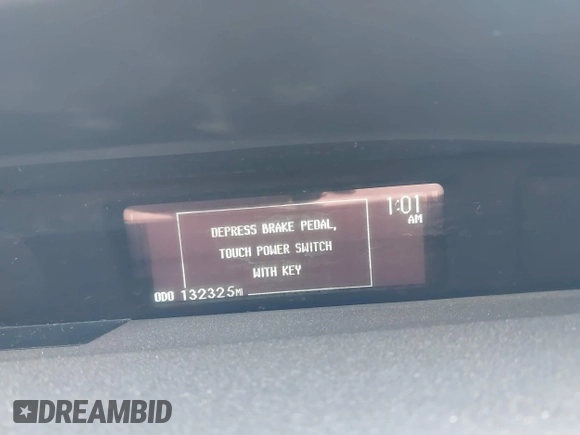 DEPRESS BRAKE PEDAL,
TOUCH POWER SWITCH
WITH KEY
1:01
AM
ODO 132325MI
DREAMBID